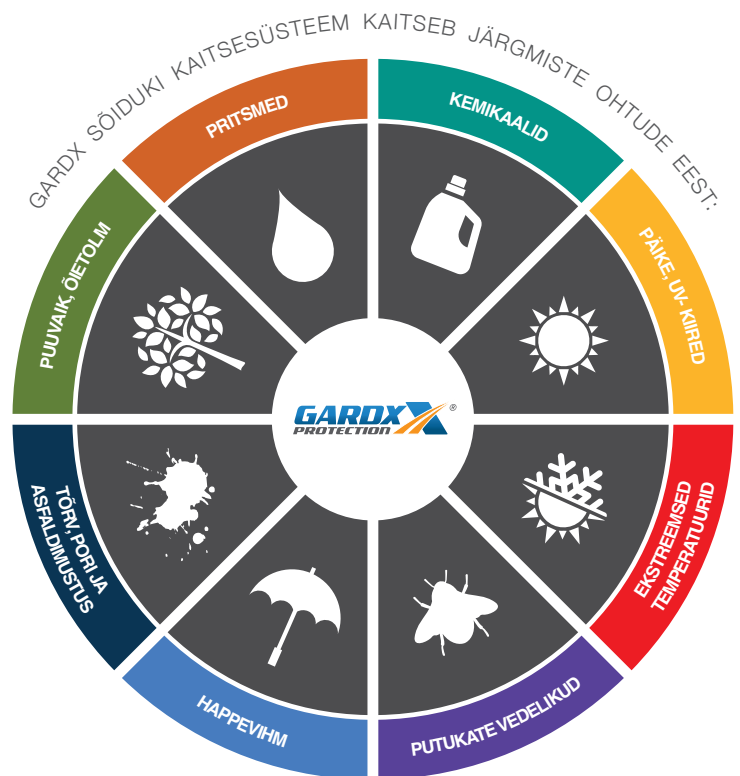 GARDX SÕIDUKI KAITSESÜSTEEM KAITSEB JÄRGMISTE OHTUDE EEST:
PRITSMED
KEMIKAALID
PÄIKE, UV- KIIRED
EKSTREEMSED
TEMPERATUURID
PUTUKATE VEDELIKUD
HAPPEVIHM
TÕRV, PORI JA
ASFALDIMUSTUS
PUUVAIK, ÕIETOLM
GARDX ®
PROTECTION